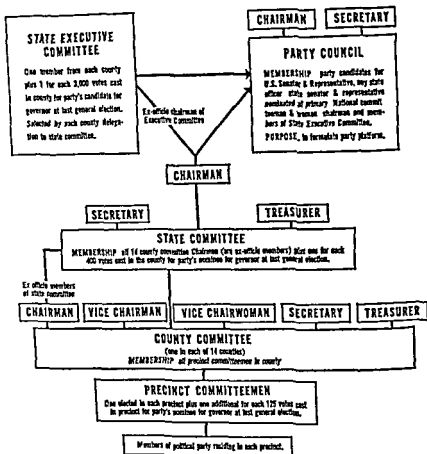 STATE EXECUTIVE
COMMITTEE
One member from each county
plus 1 for each 3,000 votes cast
in county for party's candidate for
governor at last general election.
Selected by each county delega-
tion to state committee.
CHAIRMAN
SECRETARY
PARTY COUNCIL
MEMBERSHIP party candidates for
U.S. Senator & Representative, any state
officer state senator & representative
nominated at primary National commit
teeman & woman chairman and mem-
bers of State Executive Committee.
PURPOSE, to formulate party platform.
Ex-officio chairman of
Executive Committee
CHAIRMAN
SECRETARY
TREASURER
STATE COMMITTEE
MEMBERSHIP all 14 county committee Chairman (are ex-officio members) plus one for each
400 votes cast in the county for party's nominee for governor at last general election.
Ex officio members
of state committee
CHAIRMAN
VICE CHAIRMAN
VICE CHAIRWOMAN
SECRETARY
TREASURER
COUNTY COMMITTEE
(one in each of 14 counties)
MEMBERSHIP all precinct committeemen in county
PRECINCT COMMITTEEMEN
One elected in each precinct plus one additional for each 125 votes cast
in precinct for party's nominee for governor at last general election.
Members of political party residing in each precinct.